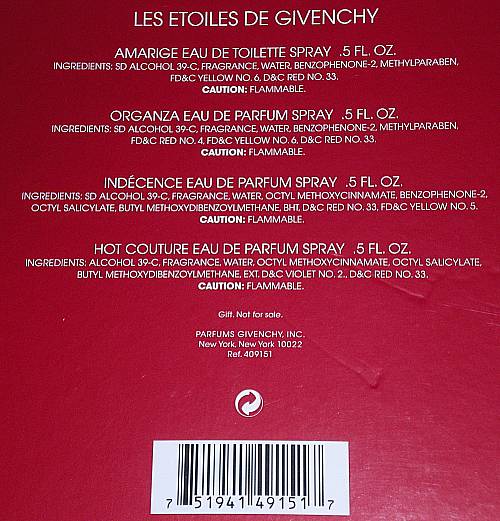 LES ETOILES DE GIVENCHY
AMARIGE EAU DE TOILETTE SPRAY .5 FL. OZ.
INGREDIENTS: SD ALCOHOL 39-C, FRAGRANCE, WATER, BENZOPHENONE-2, METHYLPARABEN,
FD&C YELLOW NO. 6, D&C RED NO. 33.
CAUTION: FLAMMABLE.
ORGANZA EAU DE PARFUM SPRAY .5 FL. OZ.
INGREDIENTS: SD ALCOHOL 39-C, FRAGRANCE, WATER, BENZOPHENONE-2, METHYLPARABEN,
FD&C RED NO. 4, FD&C YELLOW NO. 6, D&C RED NO. 33.
CAUTION: FLAMMABLE.
INDÉCENCE EAU DE PARFUM SPRAY .5 FL. OZ.
INGREDIENTS: SD ALCOHOL 39-C, FRAGRANCE, WATER, OCTYL METHOXYCINNAMATE, BENZOPHENONE-2,
OCTYL SALICYLATE, BUTYL METHOXYDIBENZOYLMETHANE, BHT. D&C RED NO. 33, FD&C YELLOW NO. 5.
CAUTION: FLAMMABLE.
HOT COUTURE EAU DE PARFUM SPRAY .5 FL. OZ.
INGREDIENTS: ALCOHOL 39-C, FRAGRANCE, WATER, OCTYL METHOXYCINNAMATE, OCTYL SALICYLATE,
BUTYL METHOXYDIBENZOYLMETHANE, EXT. D&C VIOLET NO. 2., D&C RED NO. 33.
CAUTION: FLAMMABLE.
Gift. Not for sale.
PARFUMS GIVENCHY, INC.
New York, New York 10022
Ref. 409151
7 51941 49151 7